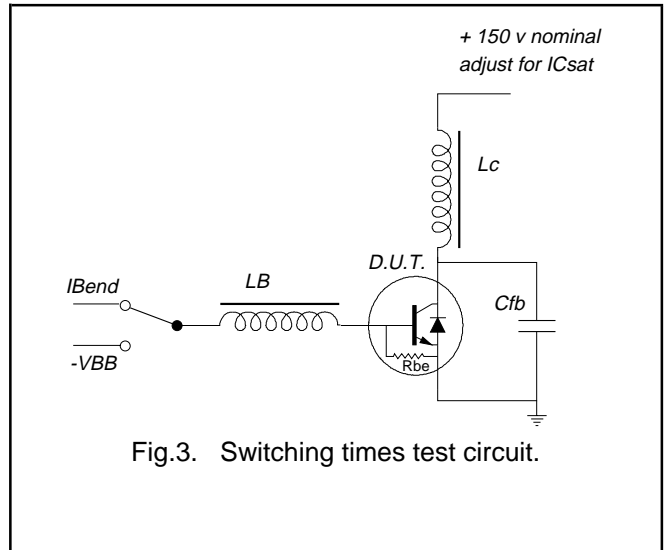 + 150 v nominal
adjust for ICsat
Lc
D.U.T.
IBend
LB
Cfb
-VBB
Rbe
Fig.3. Switching times test circuit.